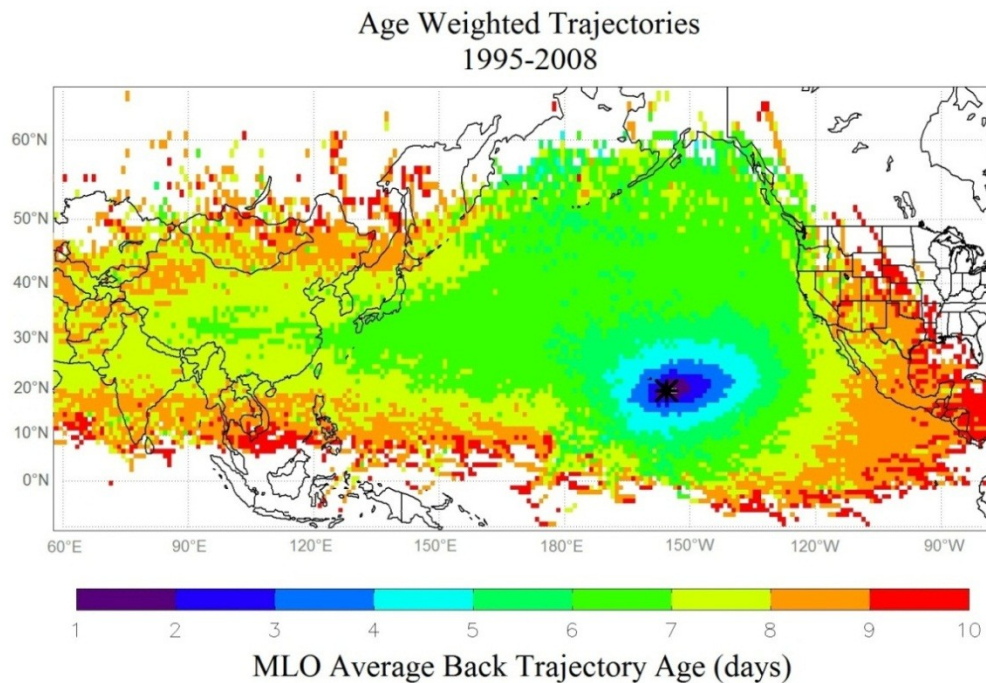 Age Weighted Trajectories
1995-2008
60°N
50°N
40°N
30°N
20°N
10°N
0°N
60°E 90°E 120°E 150°E 180°E 150°W 120°W 90°W
1 2 3 4 5 6 7 8 9 10
MLO Average Back Trajectory Age (days)